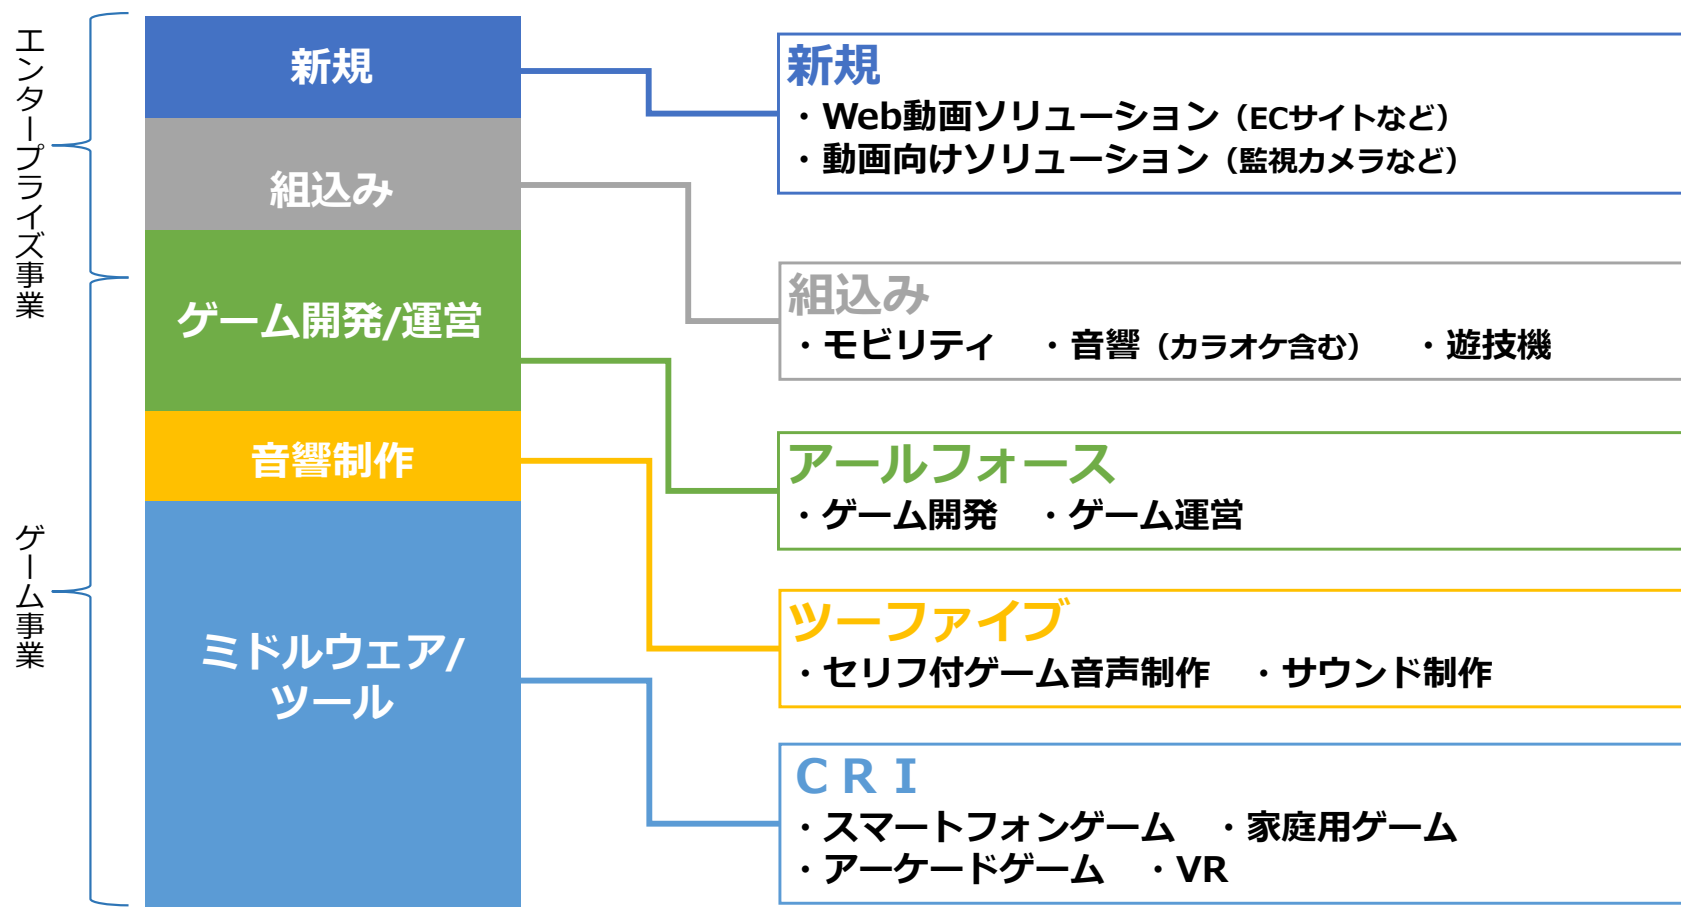 エンタープライズ事業
ゲーム事業
新規
組込み
ゲーム開発/運営
音響制作
ミドルウェア/
ツール
新規
・Web動画ソリューション（ECサイトなど）
・動画向けソリューション（監視カメラなど）
組込み
・モビリティ　・音響（カラオケ含む）　・遊技機
アールフォース
・ゲーム開発　・ゲーム運営
ツーファイブ
・セリフ付ゲーム音声制作　・サウンド制作
ＣＲＩ
・スマートフォンゲーム　・家庭用ゲーム
・アーケードゲーム　・VR